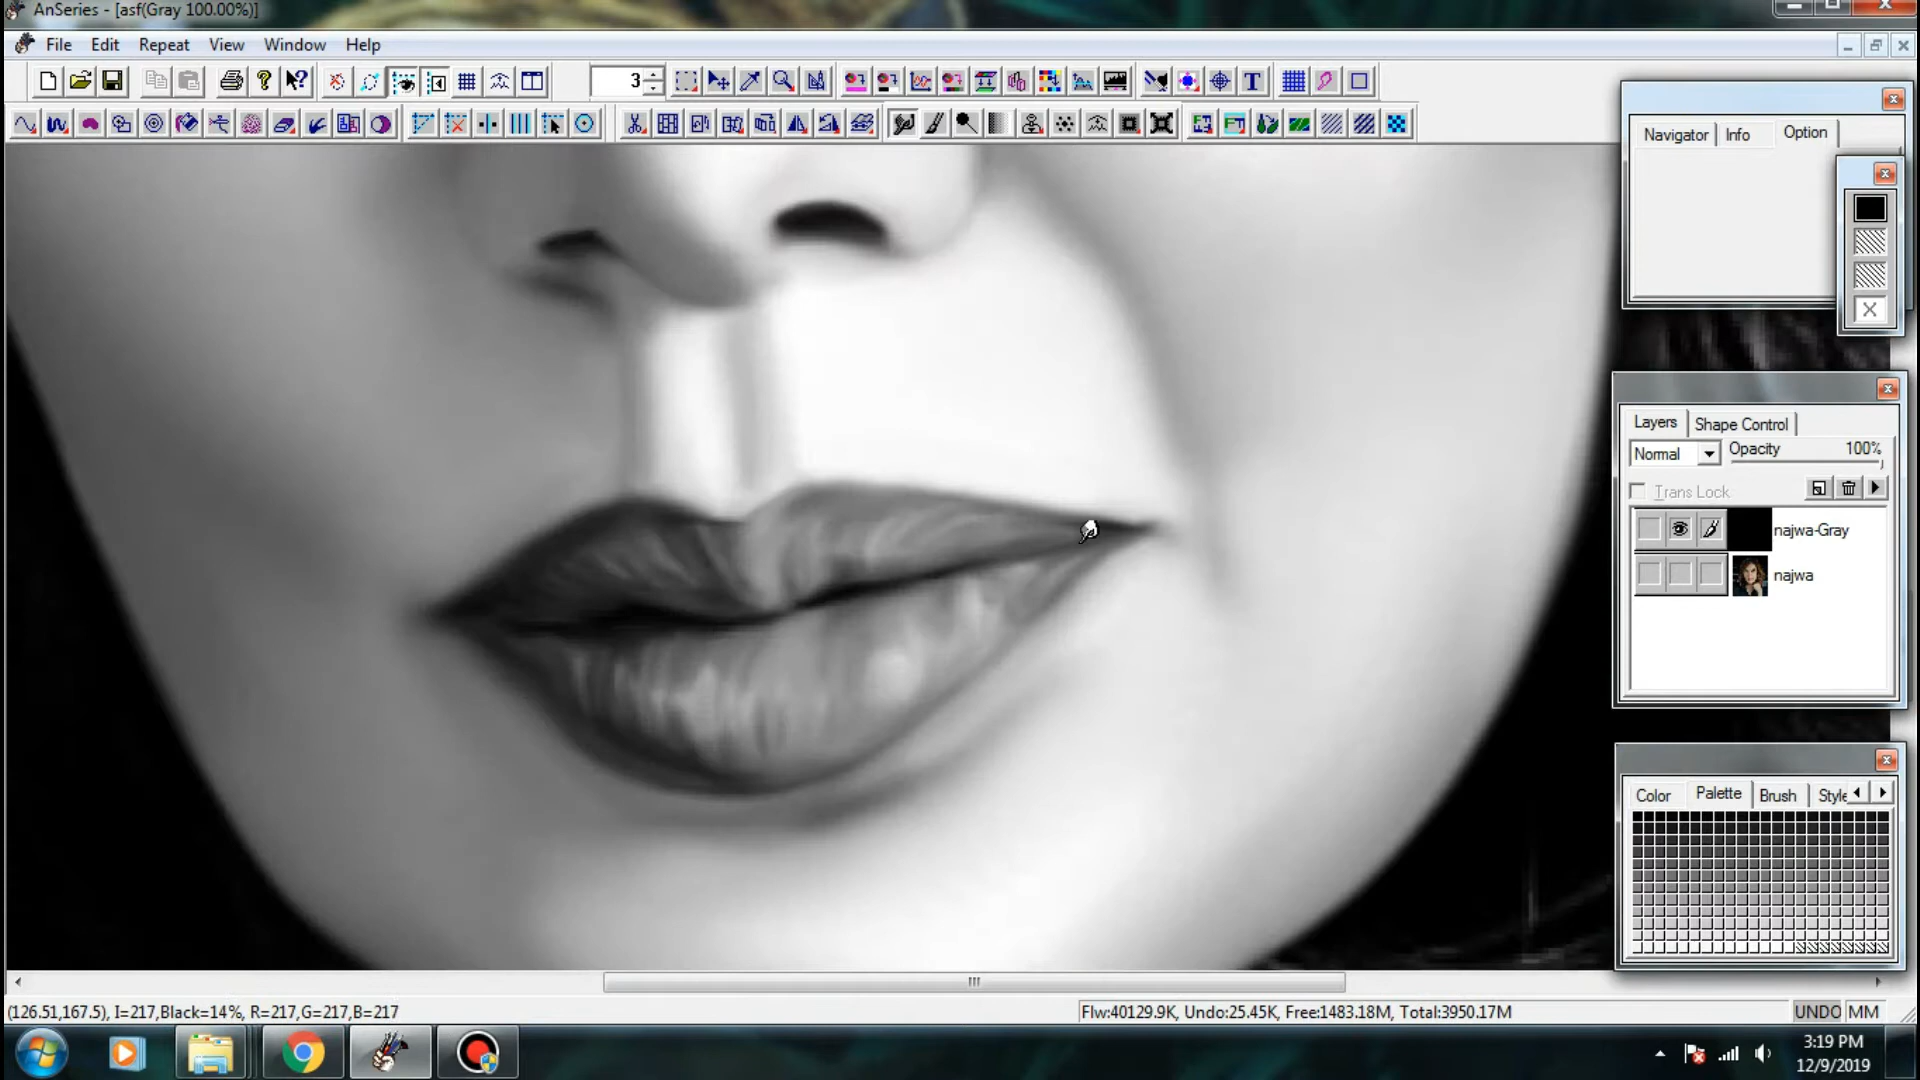 AnSeries - [asf(Gray 100.00%)]
File Edit Repeat View Window Help
3
Navigator Info Option
Layers Shape Control
Normal Opacity 100%
Trans Lock
najwa-Gray
najwa
Color Palette Brush Style
(126.51,167.5), I=217,Black=14%, R=217,G=217,B=217
Flw:40129.9K, Undo:25.45K, Free:1483.18M, Total:3950.17M
UNDO MM
3:19 PM
12/9/2019